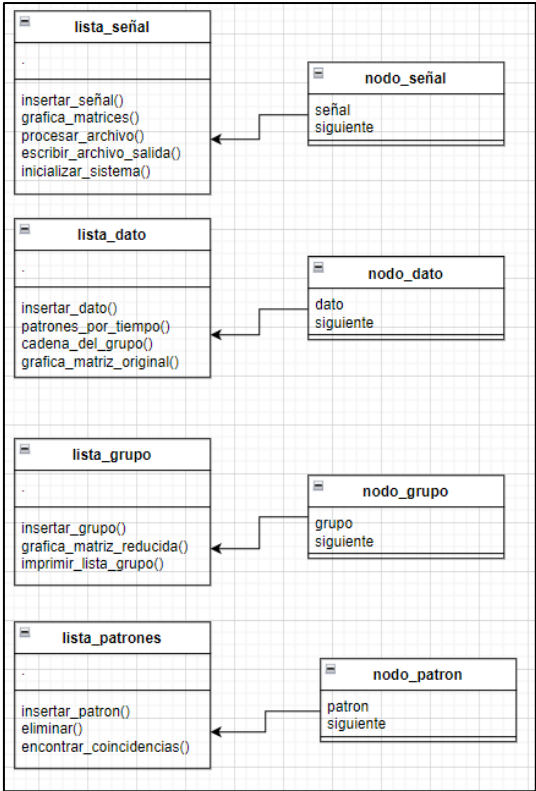 lista_señal
.
insertar_señal()
grafica_matrices()
procesar_archivo()
escribir_archivo_salida()
inicializar_sistema()
nodo_señal
señal
siguiente
lista_dato
.
insertar_dato()
patrones_por_tiempo()
cadena_del_grupo()
grafica_matriz_original()
nodo_dato
dato
siguiente
lista_grupo
.
insertar_grupo()
grafica_matriz_reducida()
imprimir_lista_grupo()
nodo_grupo
grupo
siguiente
lista_patrones
.
insertar_patron()
eliminar()
encontrar_coincidencias()
nodo_patron
patron
siguiente